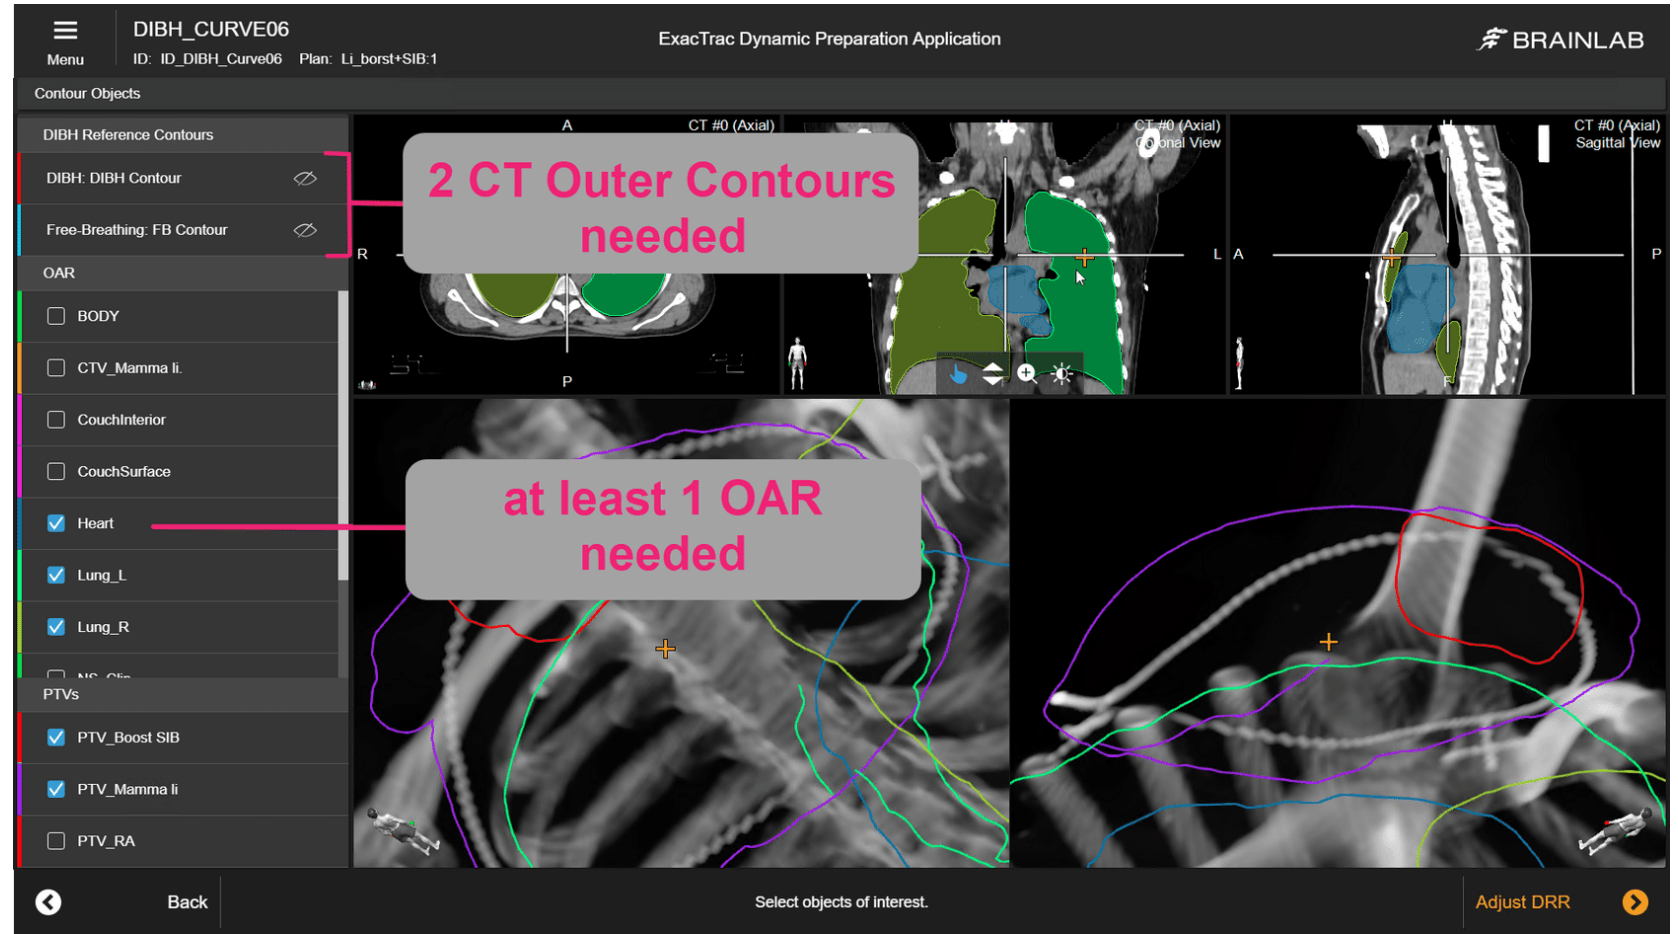 DIBH_CURVE06
Menu
ID: ID_DIBH_Curve06 Plan: Li_borst+SIB:1
ExacTrac Dynamic Preparation Application
BRAINLAB
Contour Objects
DIBH Reference Contours
DIBH: DIBH Contour
Free-Breathing: FB Contour
OAR
BODY
CTV_Mamma li.
CouchInterior
CouchSurface
Heart
Lung_L
Lung_R
PTVs
PTV_Boost SIB
PTV_Mamma li
PTV_RA
A
CT #0 (Axial)
R
P
2 CT Outer Contours
needed
CT #0 (Axial)
Coronal View
L
CT #0 (Axial)
Sagittal View
H
A
P
F
at least 1 OAR
needed
Back
Select objects of interest.
Adjust DRR